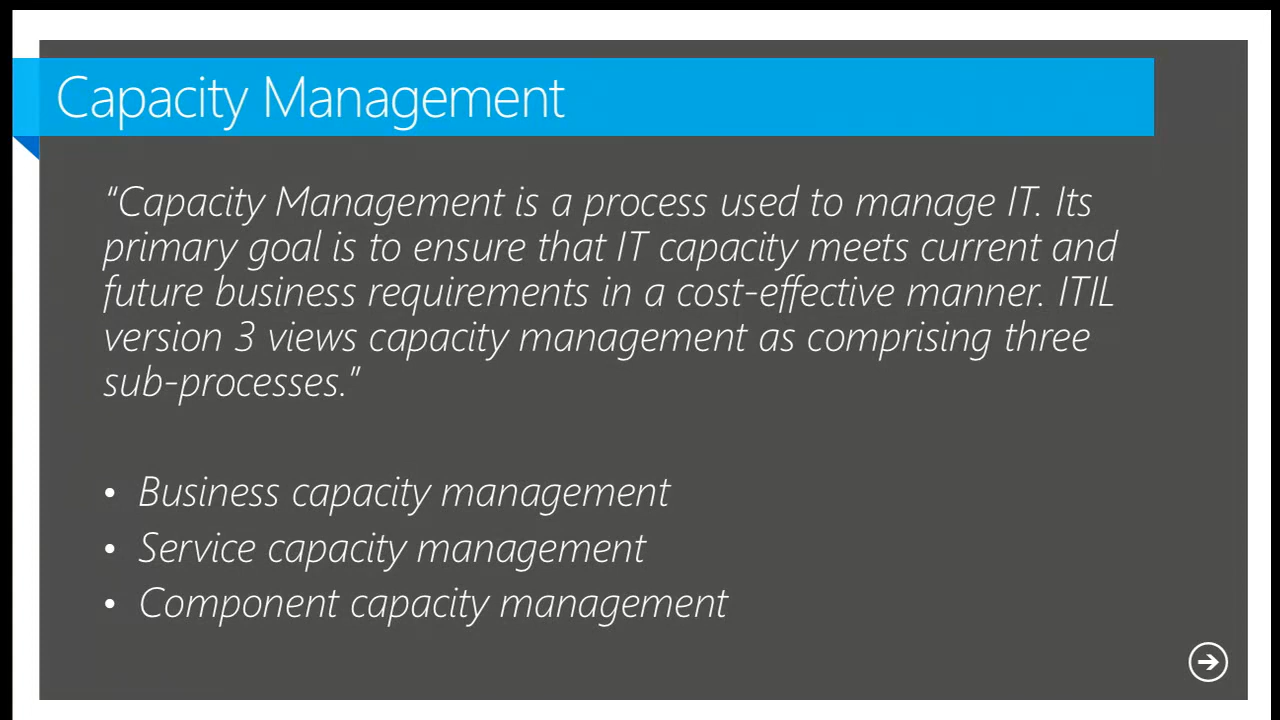 Capacity Management
“Capacity Management is a process used to manage IT. Its
primary goal is to ensure that IT capacity meets current and
future business requirements in a cost-effective manner. ITIL
version 3 views capacity management as comprising three
sub-processes.”
• Business capacity management
• Service capacity management
• Component capacity management